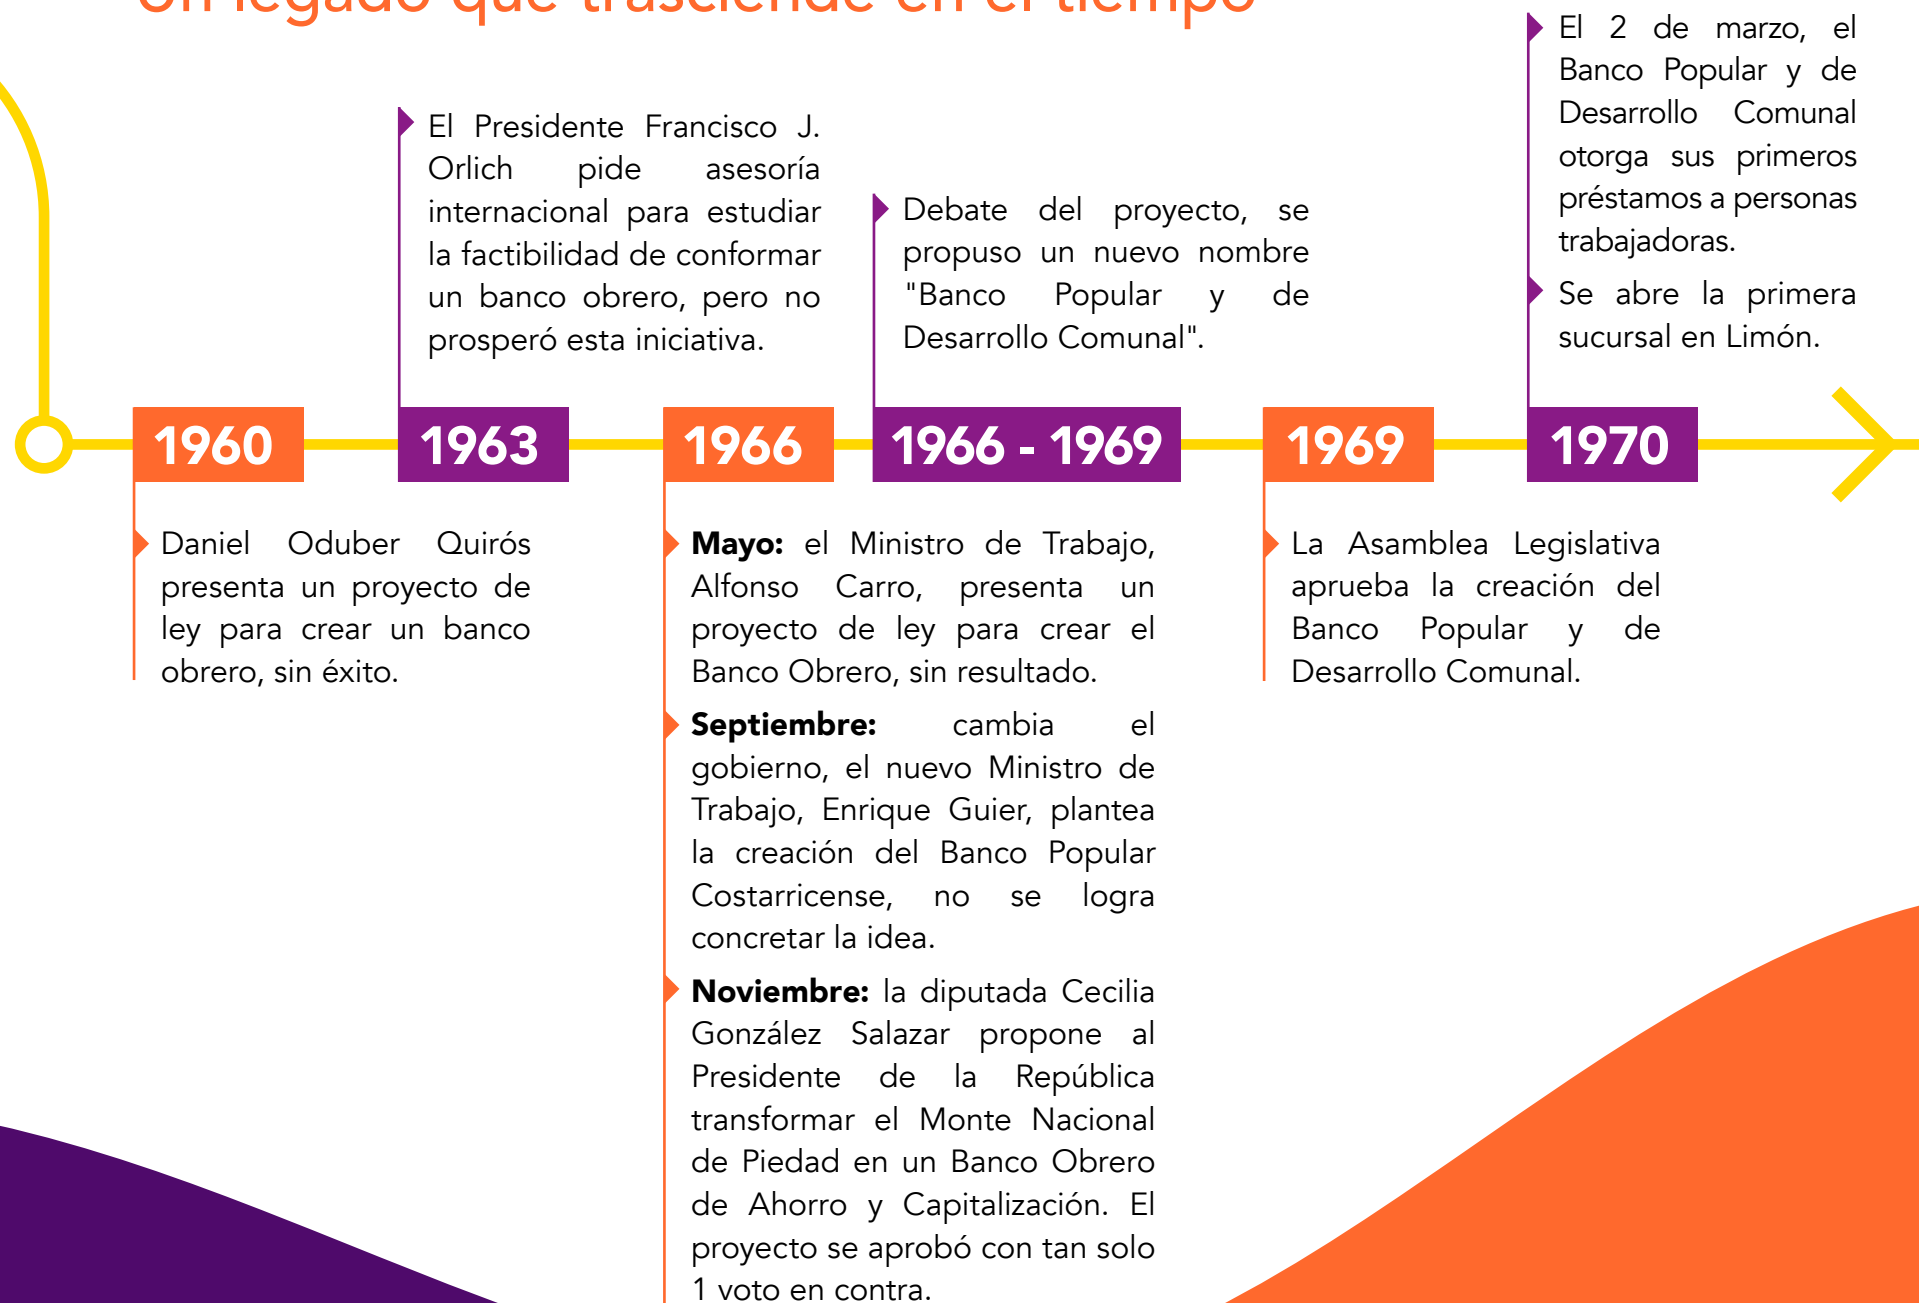 Un legado que trasciende en el tiempo
El 2 de marzo, el
Banco Popular y de
Desarrollo Comunal
otorga sus primeros
préstamos a personas
trabajadoras.
Se abre la primera
sucursal en Limón.
El Presidente Francisco J.
Orlich pide asesoría
internacional para estudiar
la factibilidad de conformar
un banco obrero, pero no
prosperó esta iniciativa.
Debate del proyecto, se
propuso un nuevo nombre
"Banco Popular y de
Desarrollo Comunal".
1960
1963
1966
1966 - 1969
1969
1970
Daniel Oduber Quirós
presenta un proyecto de
ley para crear un banco
obrero, sin éxito.
Mayo: el Ministro de Trabajo,
Alfonso Carro, presenta un
proyecto de ley para crear el
Banco Obrero, sin resultado.
Septiembre: cambia el
gobierno, el nuevo Ministro de
Trabajo, Enrique Guier, plantea
la creación del Banco Popular
Costarricense, no se logra
concretar la idea.
Noviembre: la diputada Cecilia
González Salazar propone al
Presidente de la República
transformar el Monte Nacional
de Piedad en un Banco Obrero
de Ahorro y Capitalización. El
proyecto se aprobó con tan solo
1 voto en contra.
La Asamblea Legislativa
aprueba la creación del
Banco Popular y de
Desarrollo Comunal.